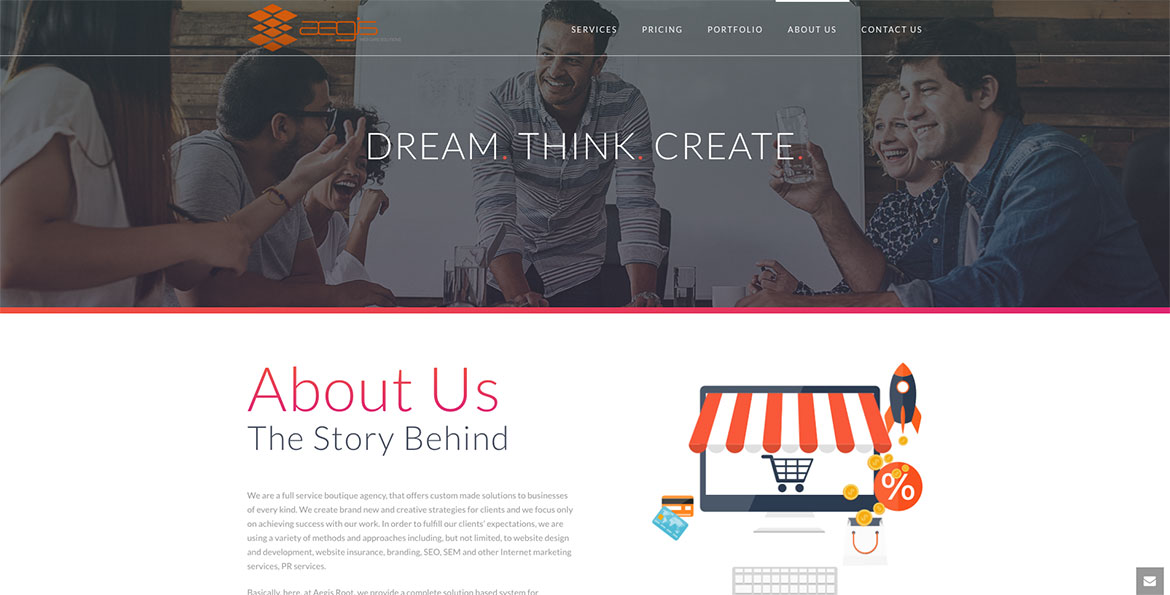 aegis
SERVICES PRICING PORTFOLIO ABOUT US CONTACT US
DREAM. THINK. CREATE.
About Us
The Story Behind
We are a full service boutique agency, that offers custom made solutions to businesses
of every kind. We create brand new and creative strategies for clients and we focus only
on achieving success with our work. In order to fulfill our clients' expectations, we are
using a variety of methods and approaches including, but not limited, to website design
and development, website insurance, branding, SEO, SEM and other Internet marketing
services, PR services.
Basically, here, at Aegis Root, we provide a complete solution based system for
%